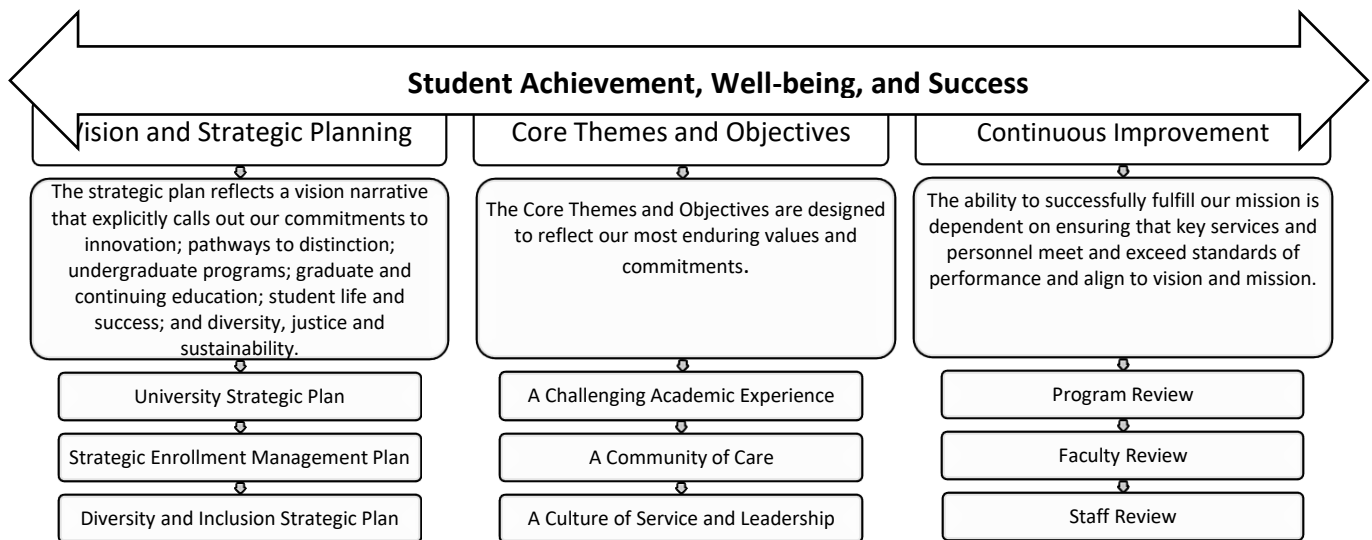 Student Achievement, Well-being, and Success
Vision and Strategic Planning
The strategic plan reflects a vision narrative
that explicitly calls out our commitments to
innovation; pathways to distinction;
undergraduate programs; graduate and
continuing education; student life and
success; and diversity, justice and
sustainability.
University Strategic Plan
Strategic Enrollment Management Plan
Diversity and Inclusion Strategic Plan
Core Themes and Objectives
The Core Themes and Objectives are designed
to reflect our most enduring values and
commitments.
A Challenging Academic Experience
A Community of Care
A Culture of Service and Leadership
Continuous Improvement
The ability to successfully fulfill our mission is
dependent on ensuring that key services and
personnel meet and exceed standards of
performance and align to vision and mission.
Program Review
Faculty Review
Staff Review